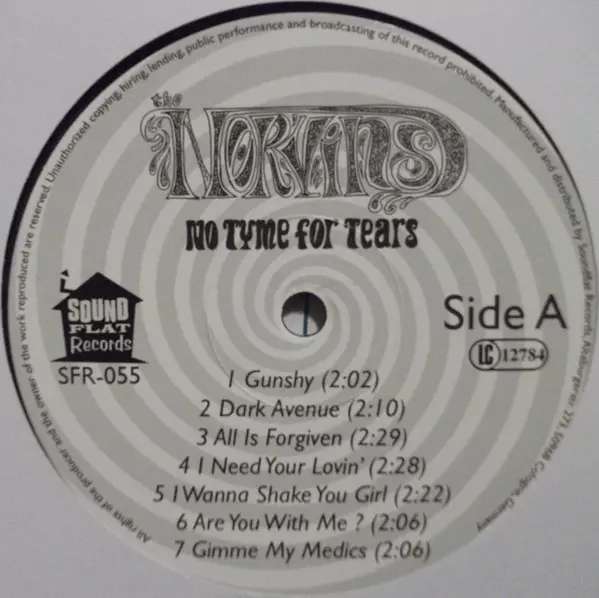 All rights of the producer and the owner of the work reproduced are reserved. Unauthorized copying, hiring, lending, public performance and broadcasting of this record prohibited. Manufactured and distributed by Soundflat Records, 50968 Cologne, Germany
the
NORVINS
NO TYME FOR TEARS
SOUND
FLAT
Records
SFR-055
Side A
LC 12784
1 Gunshy (2:02)
2 Dark Avenue (2:10)
3 All Is Forgiven (2:29)
4 I Need Your Lovin' (2:28)
5 I Wanna Shake You Girl (2:22)
6 Are You With Me ? (2:06)
7 Gimme My Medics (2:06)